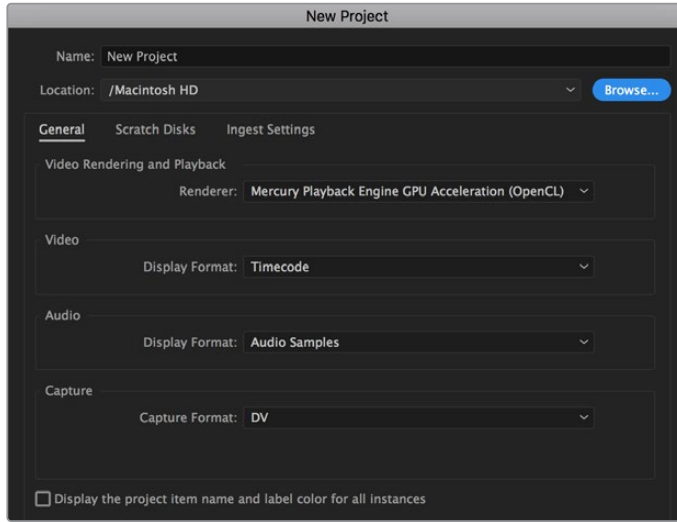 New Project
Name: New Project
Location: /Macintosh HD Browse...
General Scratch Disks Ingest Settings
Video Rendering and Playback
Renderer: Mercury Playback Engine GPU Acceleration (OpenCL)
Video
Display Format: Timecode
Audio
Display Format: Audio Samples
Capture
Capture Format: DV
Display the project item name and label color for all instances